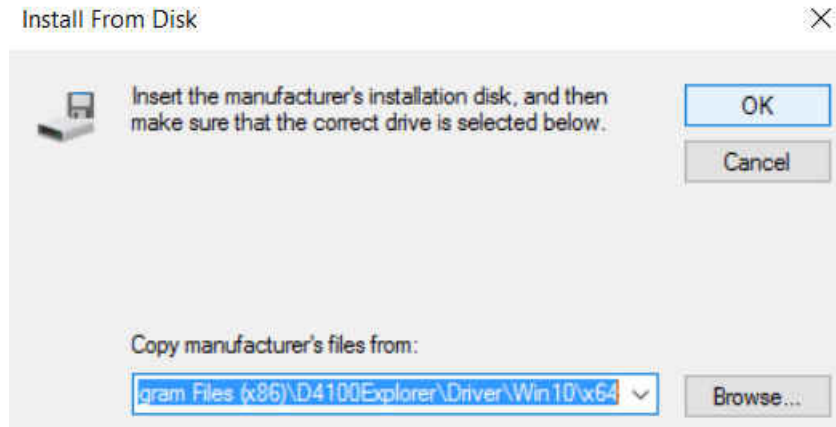 Install From Disk
Insert the manufacturer's installation disk, and then
make sure that the correct drive is selected below.
OK
Cancel
Copy manufacturer's files from:
gram Files (x86)\D4100Explorer\Driver\Win10\x64
Browse...